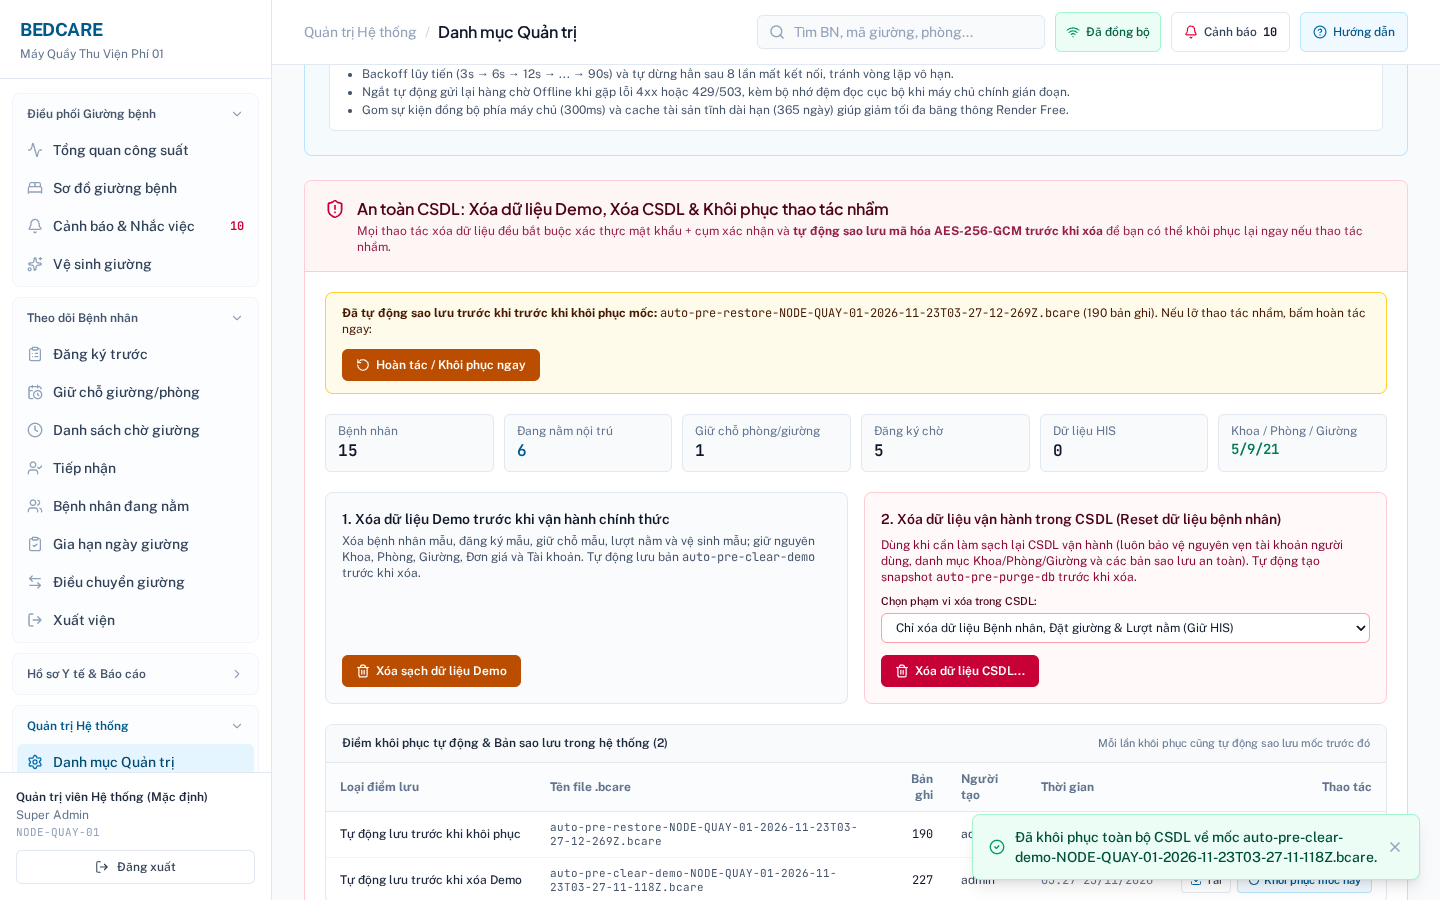 BEDCARE
Máy Quầy Thu Viện Phí 01
Điều phối Giường bệnh
Tổng quan công suất
Sơ đồ giường bệnh
Cảnh báo & Nhắc việc 10
Vệ sinh giường
Theo dõi Bệnh nhân
Đăng ký trước
Giữ chỗ giường/phòng
Danh sách chờ giường
Tiếp nhận
Bệnh nhân đang nằm
Gia hạn ngày giường
Điều chuyển giường
Xuất viện
Hồ sơ Y tế & Báo cáo
Quản trị Hệ thống
Danh mục Quản trị
Quản trị viên Hệ thống (Mặc định)
Super Admin
NODE-QUAY-01
Đăng xuất
Quản trị Hệ thống / Danh mục Quản trị
Tìm BN, mã giường, phòng...
Đã đồng bộ
Cảnh báo 10
Hướng dẫn
Backoff lũy tiến (3s → 6s → 12s → ... → 90s) và tự dừng hẳn sau 8 lần mất kết nối, tránh vòng lặp vô hạn.
Ngắt tự động gửi lại hàng chờ Offline khi gặp lỗi 4xx hoặc 429/503, kèm bộ nhớ đệm đọc cục bộ khi máy chủ chính gián đoạn.
Gom sự kiện đồng bộ phía máy chủ (300ms) và cache tài sản tĩnh dài hạn (365 ngày) giúp giảm tối đa băng thông Render Free.
An toàn CSDL: Xóa dữ liệu Demo, Xóa CSDL & Khôi phục thao tác nhầm
Mọi thao tác xóa dữ liệu đều bắt buộc xác thực mật khẩu + cụm xác nhận và tự động sao lưu mã hóa AES-256-GCM trước khi xóa để bạn có thể khôi phục lại ngay nếu thao tác
nhầm.
Đã tự động sao lưu trước khi trước khi khôi phục mốc: auto-pre-restore-NODE-QUAY-01-2026-11-23T03-27-12-269Z.bcare (190 bản ghi). Nếu lỡ thao tác nhầm, bấm hoàn tác
ngay:
Hoàn tác / Khôi phục ngay
Bệnh nhân
15
Đang nằm nội trú
6
Giữ chỗ phòng/giường
1
Đăng ký chờ
5
Dữ liệu HIS
0
Khoa / Phòng / Giường
5/9/21
1. Xóa dữ liệu Demo trước khi vận hành chính thức
Xóa bệnh nhân mẫu, đăng ký mẫu, giữ chỗ mẫu, lượt nằm và vệ sinh mẫu; giữ nguyên
Khoa, Phòng, Giường, Đơn giá và Tài khoản. Tự động lưu bản auto-pre-clear-demo
trước khi xóa.
Xóa sạch dữ liệu Demo
2. Xóa dữ liệu vận hành trong CSDL (Reset dữ liệu bệnh nhân)
Dùng khi cần làm sạch lại CSDL vận hành (luôn bảo vệ nguyên vẹn tài khoản người
dùng, danh mục Khoa/Phòng/Giường và các bản sao lưu an toàn). Tự động tạo
snapshot auto-pre-purge-db trước khi xóa.
Chọn phạm vi xóa trong CSDL:
Chỉ xóa dữ liệu Bệnh nhân, Đặt giường & Lượt nằm (Giữ HIS)
Xóa dữ liệu CSDL...
Điểm khôi phục tự động & Bản sao lưu trong hệ thống (2)
Mỗi lần khôi phục cũng tự động sao lưu mốc trước đó
Loại điểm lưu Tên file .bcare Bản ghi Người tạo Thời gian Thao tác
Tự động lưu trước khi khôi phục auto-pre-restore-NODE-QUAY-01-2026-11-23T03-
27-12-269Z.bcare 190
Tự động lưu trước khi xóa Demo auto-pre-clear-demo-NODE-QUAY-01-2026-11-
23T03-27-11-118Z.bcare 227 admin
Đã khôi phục toàn bộ CSDL về mốc auto-pre-clear-
demo-NODE-QUAY-01-2026-11-23T03-27-11-118Z.bcare.